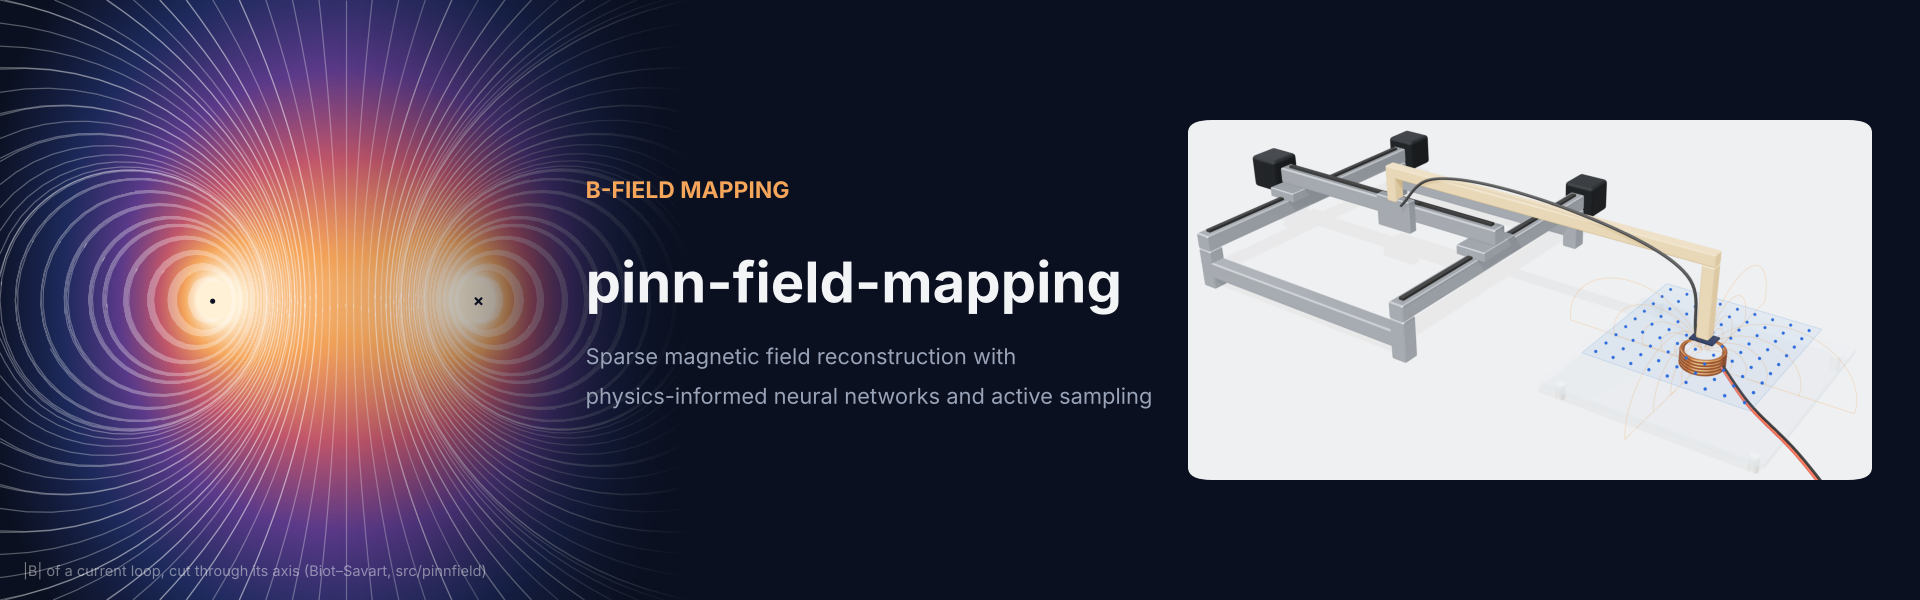 B-FIELD MAPPING
pinn-field-mapping
Sparse magnetic field reconstruction with
physics-informed neural networks and active sampling
|B| of a current loop, cut through its axis (Biot–Savart, src/pinnfield)